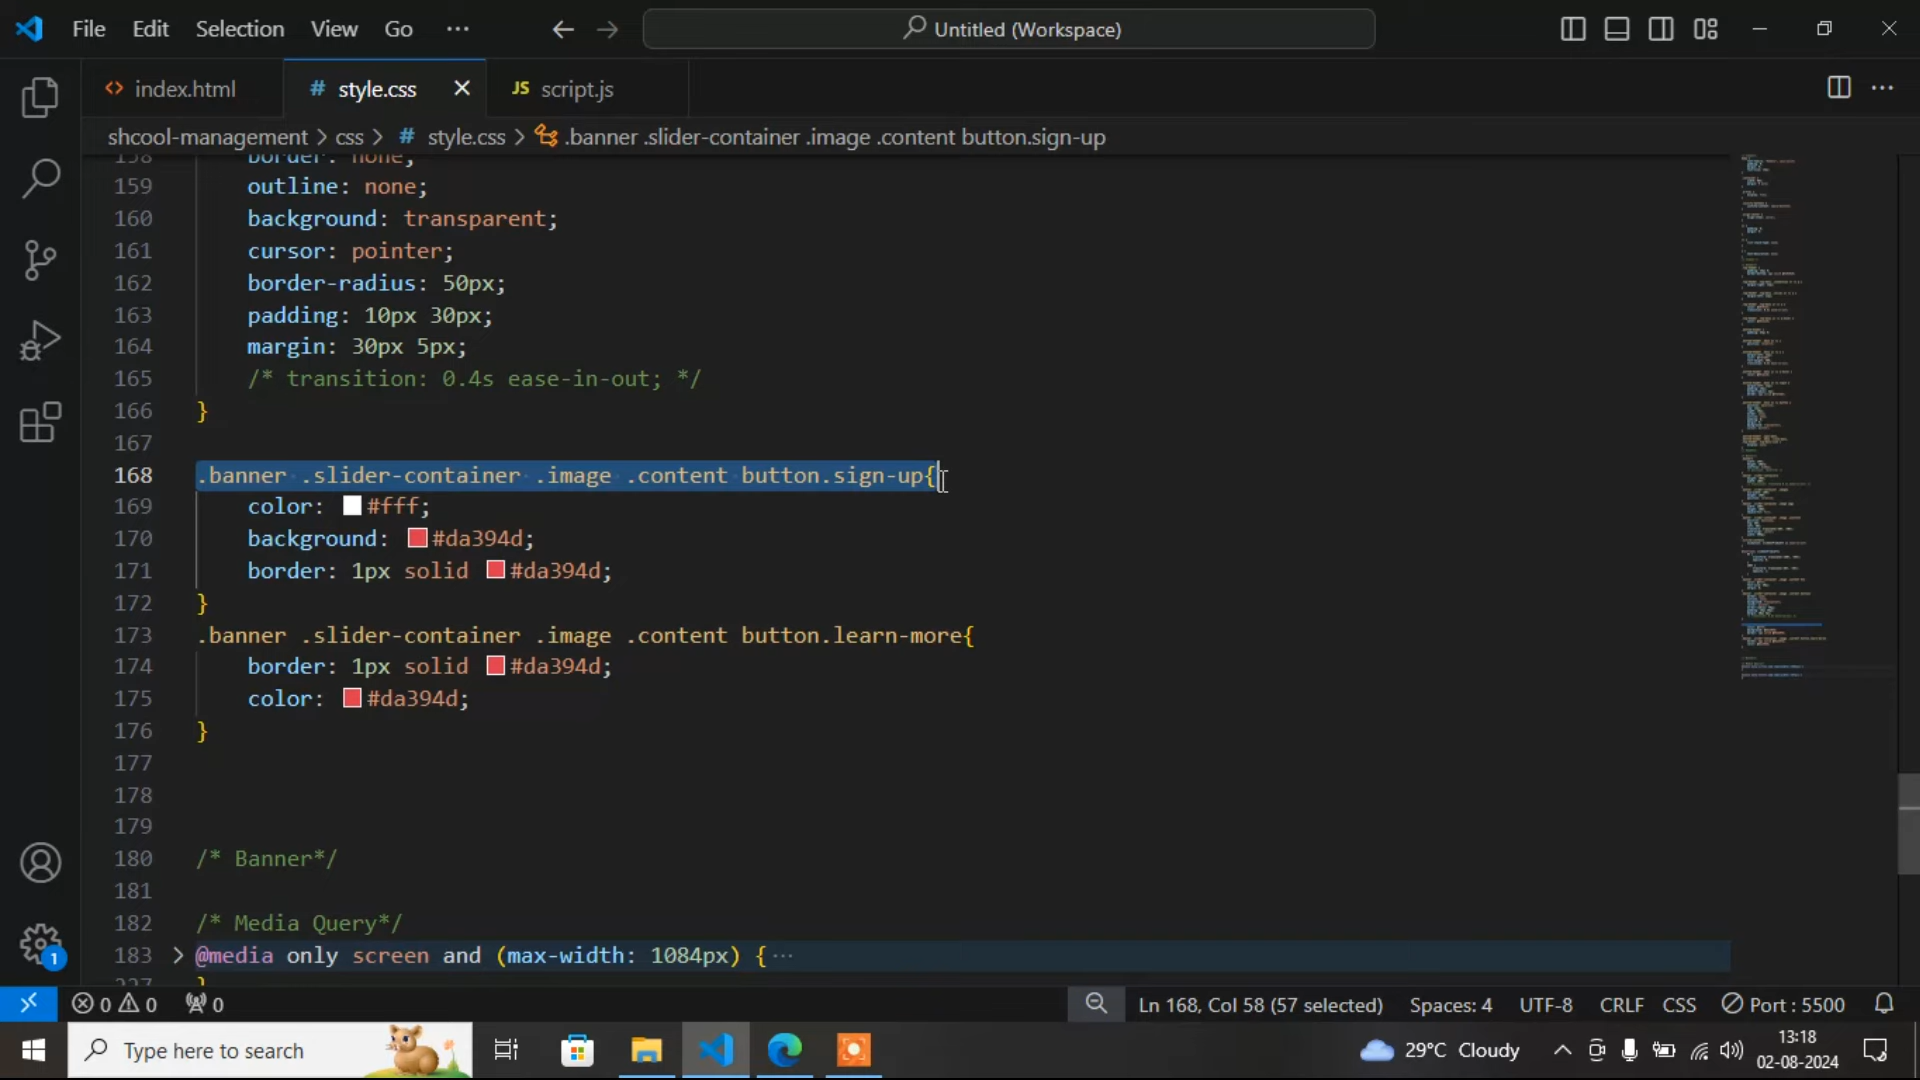 File Edit Selection View Go ··· Untitled (Workspace)
index.html # style.css JS script.js
shcool-management > css > # style.css > .banner .slider-container .image .content button.sign-up
158 border: none;
159 outline: none;
160 background: transparent;
161 cursor: pointer;
162 border-radius: 50px;
163 padding: 10px 30px;
164 margin: 30px 5px;
165 /* transition: 0.4s ease-in-out; */
166 }
167
168 .banner .slider-container .image .content button.sign-up{
169 color: #fff;
170 background: #da394d;
171 border: 1px solid #da394d;
172 }
173 .banner .slider-container .image .content button.learn-more{
174 border: 1px solid #da394d;
175 color: #da394d;
176 }
177
178
179
180 /* Banner*/
181
182 /* Media Query*/
183 > @media only screen and (max-width: 1084px) { ···
227 }
1
0 0 0 Ln 168, Col 58 (57 selected) Spaces: 4 UTF-8 CRLF CSS Port : 5500
Type here to search 29°C Cloudy 13:18
02-08-2024